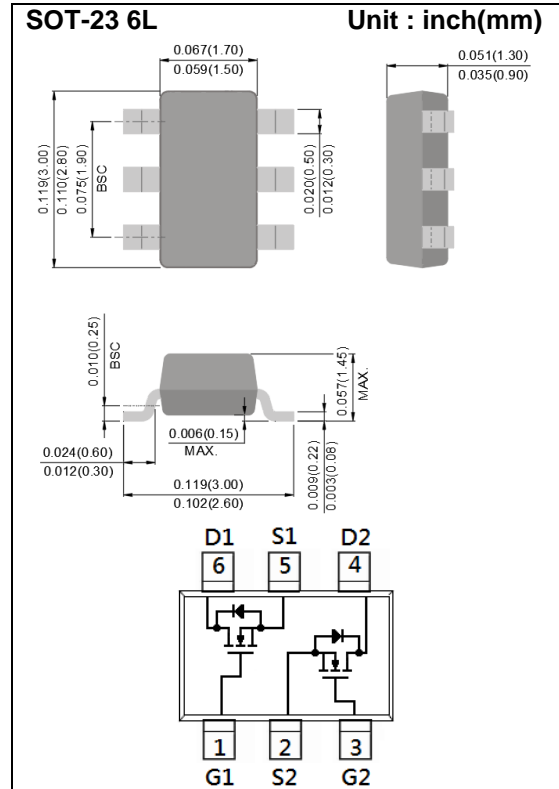 SOT-23 6L Unit : inch(mm)
0.067(1.70)
0.059(1.50)
0.051(1.30)
0.035(0.90)
0.119(3.00)
0.110(2.80)
0.075(1.90)
BSC
0.020(0.50)
0.012(0.30)
0.010(0.25)
BSC
0.057(1.45)
MAX.
0.006(0.15)
MAX.
0.024(0.60)
0.012(0.30)
0.009(0.22)
0.003(0.08)
0.119(3.00)
0.102(2.60)
D1 S1 D2
6 5 4
1 2 3
G1 S2 G2